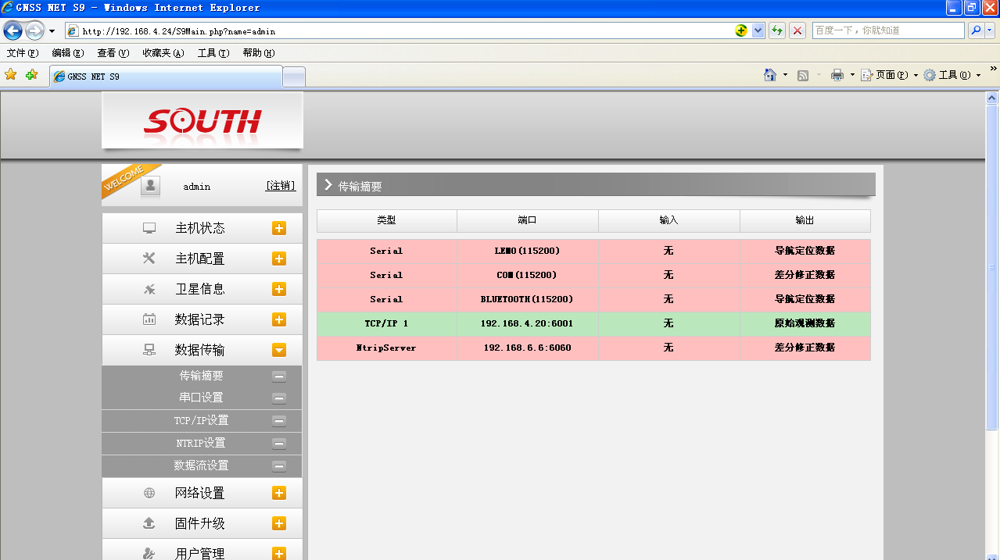 GNSS NET S9 - Windows Internet Explorer
http://192.168.4.24/S9Main.php?name=admin
百度一下，你就知道
文件(F) 编辑(E) 查看(V) 收藏夹(A) 工具(T) 帮助(H)
GNSS NET S9
页面(P) 工具(O) »
SOUTH
WELCOME
admin
[注销]
主机状态
主机配置
卫星信息
数据记录
数据传输
传输摘要
串口设置
TCP/IP设置
NTRIP设置
数据流设置
网络设置
固件升级
用户管理
传输摘要
类型 端口 输入 输出
Serial LEMO(115200) 无 导航定位数据
Serial COM(115200) 无 差分修正数据
Serial BLUETOOTH(115200) 无 导航定位数据
TCP/IP 1 192.168.4.20:6001 无 原始观测数据
NtripServer 192.168.6.6:6060 无 差分修正数据